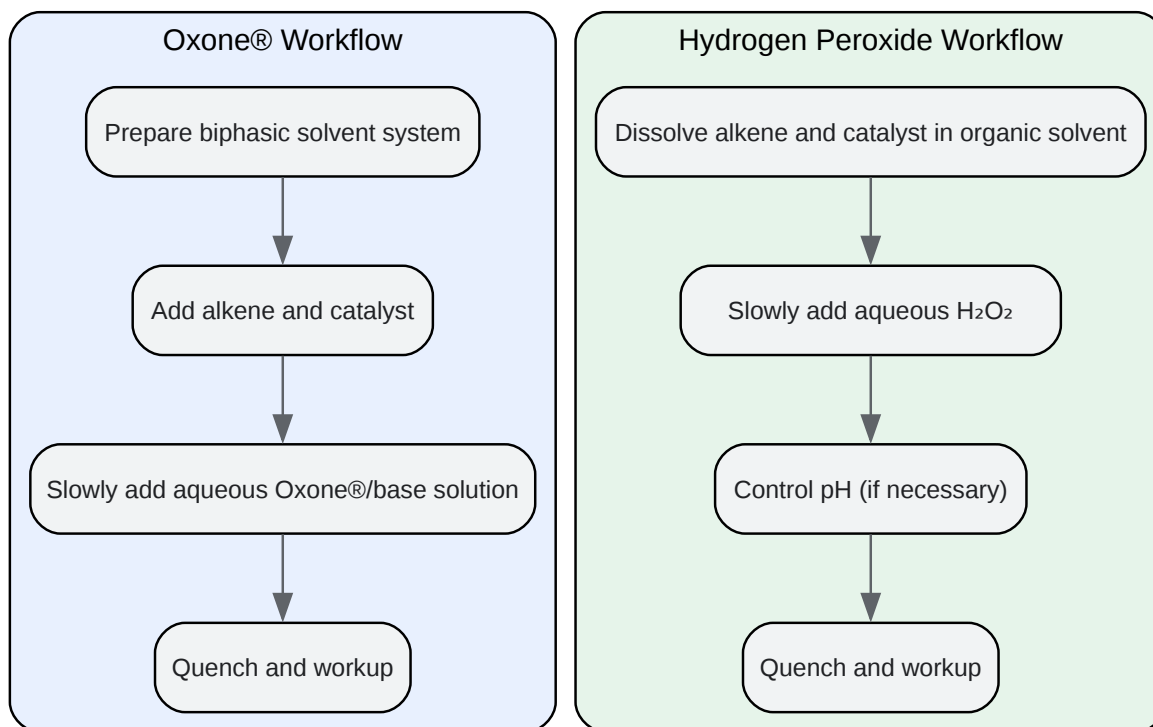 Oxone® Workflow
Prepare biphasic solvent system
Add alkene and catalyst
Slowly add aqueous Oxone®/base solution
Quench and workup
Hydrogen Peroxide Workflow
Dissolve alkene and catalyst in organic solvent
Slowly add aqueous H₂O₂
Control pH (if necessary)
Quench and workup